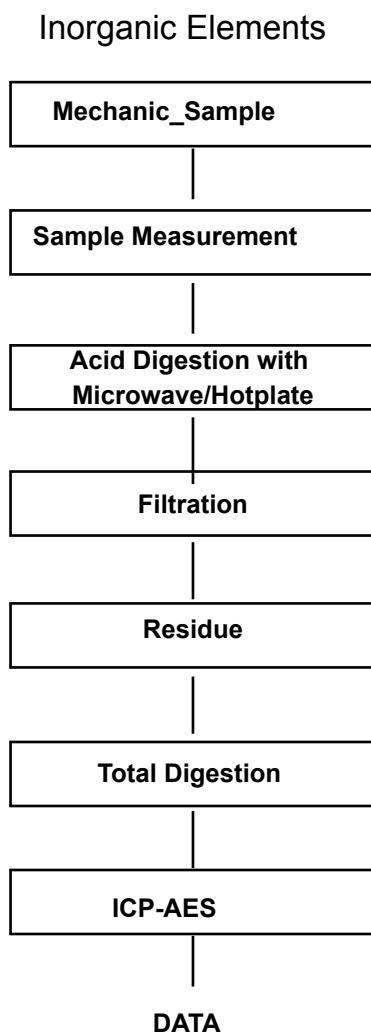 Inorganic Elements
Mechanic_Sample
Sample Measurement
Acid Digestion with
Microwave/Hotplate
Filtration
Residue
Total Digestion
ICP-AES
DATA